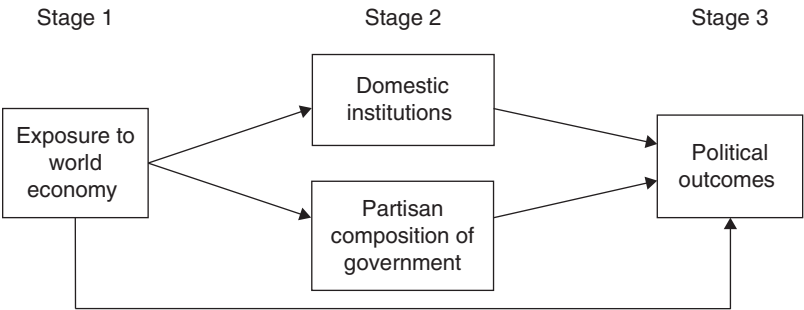 Stage 1
Stage 2
Stage 3
Exposure to
world
economy
Domestic
institutions
Partisan
composition of
government
Political
outcomes